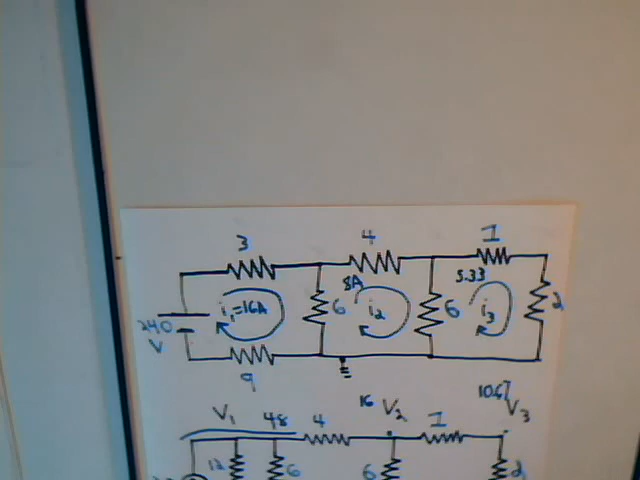 3 4 1
8A 5.33
i₁=16A 6 i₂ 6 i₃ 2
240
V
9
16 10.67
V₁ 48 4 V₂ 1 V₃
12 6 6 2